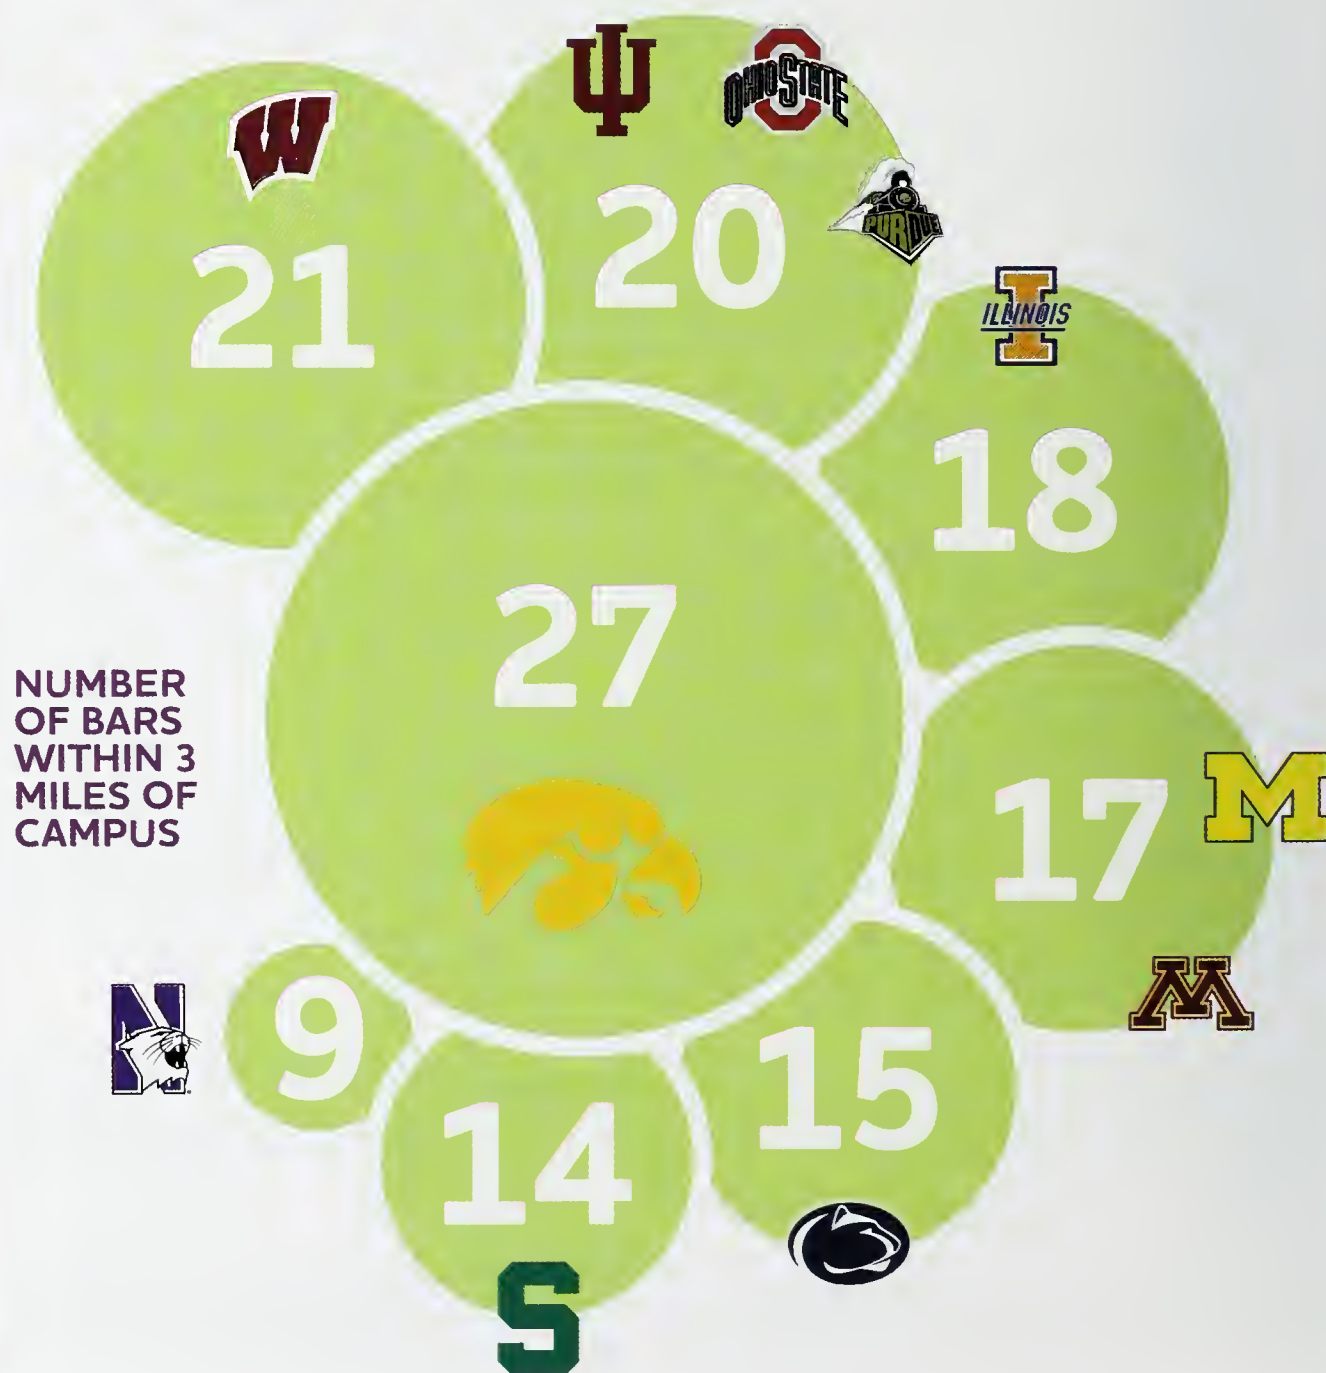 W
21
IU
OHIO STATE
20
PURDUE
I
ILLINOIS
18
27
NUMBER
OF BARS
WITHIN 3
MILES OF
CAMPUS
17
M
M
N
9
14
15
S